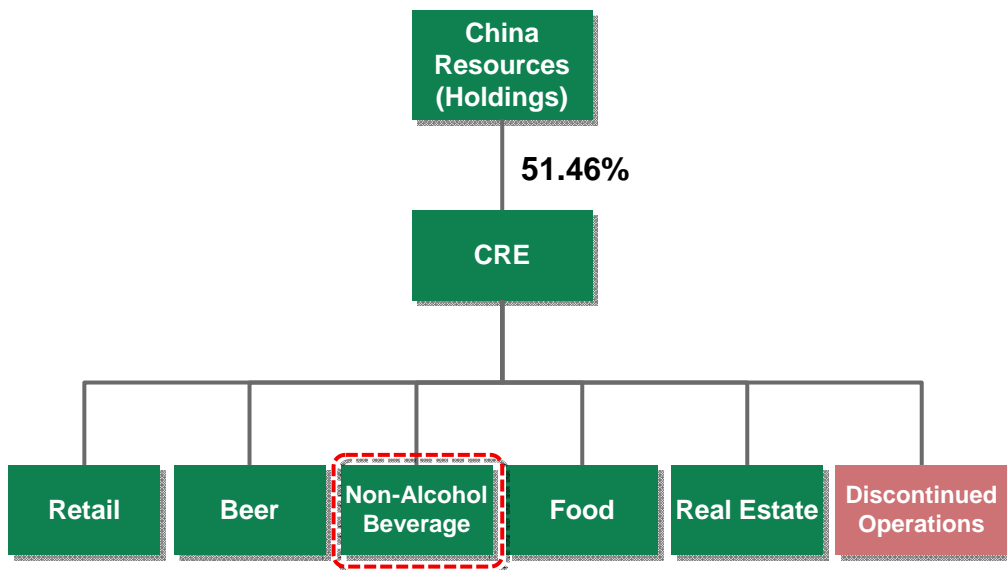 China
Resources
(Holdings)
51.46%
CRE
Retail
Beer
Non-Alcohol
Beverage
Food
Real Estate
Discontinued
Operations